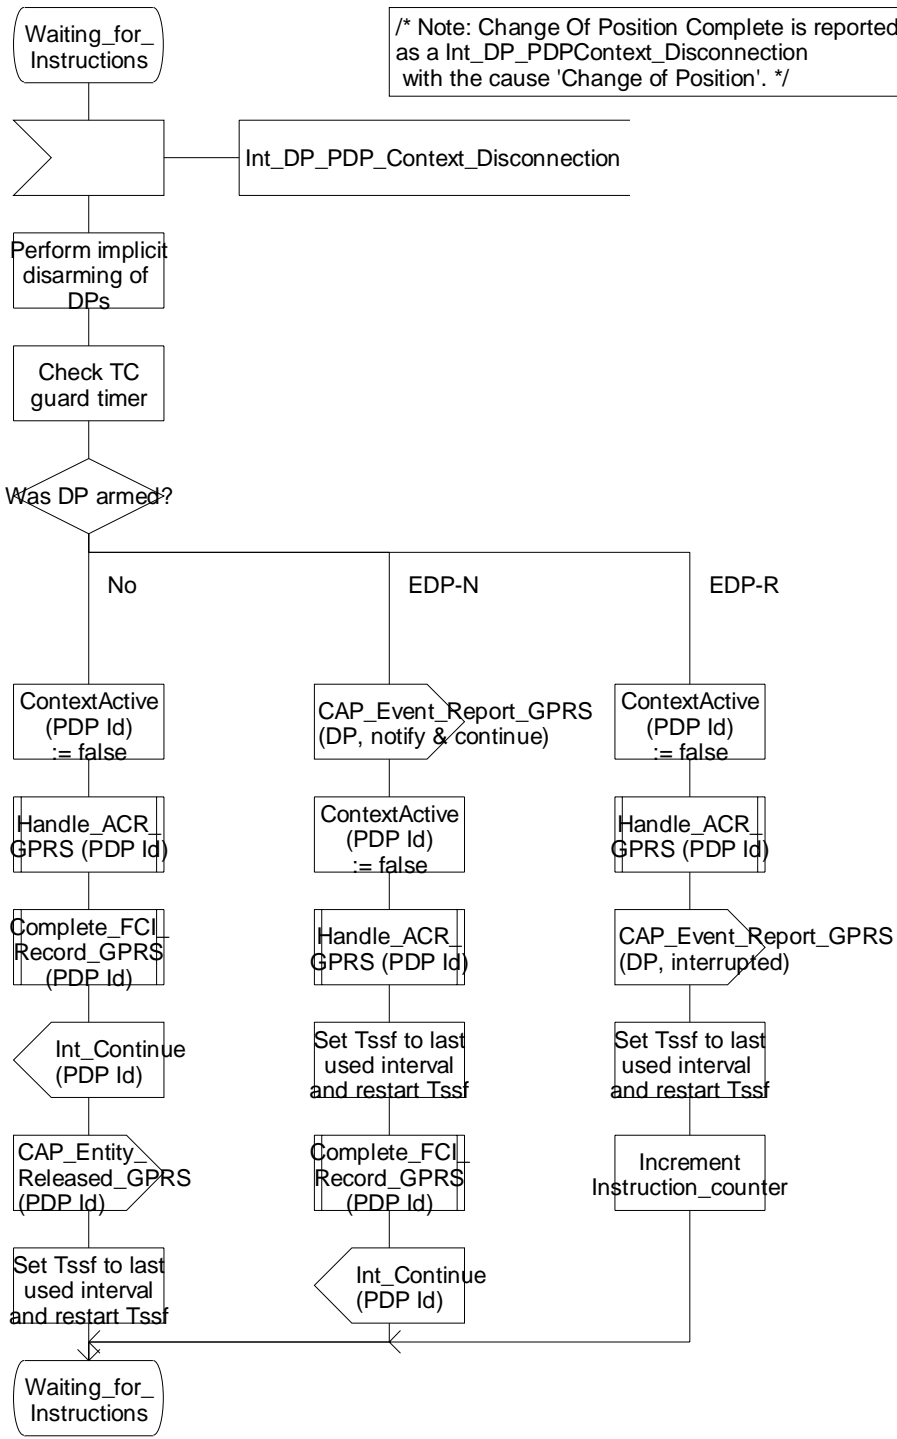 Waiting_for_
Instructions
/* Note: Change Of Position Complete is reported
as a Int_DP_PDPContext_Disconnection
with the cause 'Change of Position'. */
Int_DP_PDP_Context_Disconnection
Perform implicit
disarming of
DPs
Check TC
guard timer
Was DP armed?
No
EDP-N
EDP-R
ContextActive
(PDP Id)
:= false
Handle_ACR_
GPRS (PDP Id)
Complete_FCI_
Record_GPRS
(PDP Id)
Int_Continue
(PDP Id)
CAP_Entity_
Released_GPRS
(PDP Id)
Set Tssf to last
used interval
and restart Tssf
CAP_Event_Report_GPRS
(DP, notify & continue)
ContextActive
(PDP Id)
:= false
Handle_ACR_
GPRS (PDP Id)
Set Tssf to last
used interval
and restart Tssf
Complete_FCI_
Record_GPRS
(PDP Id)
Int_Continue
(PDP Id)
ContextActive
(PDP Id)
:= false
Handle_ACR_
GPRS (PDP Id)
CAP_Event_Report_GPRS
(DP, interrupted)
Set Tssf to last
used interval
and restart Tssf
Increment
Instruction_counter
Waiting_for_
Instructions